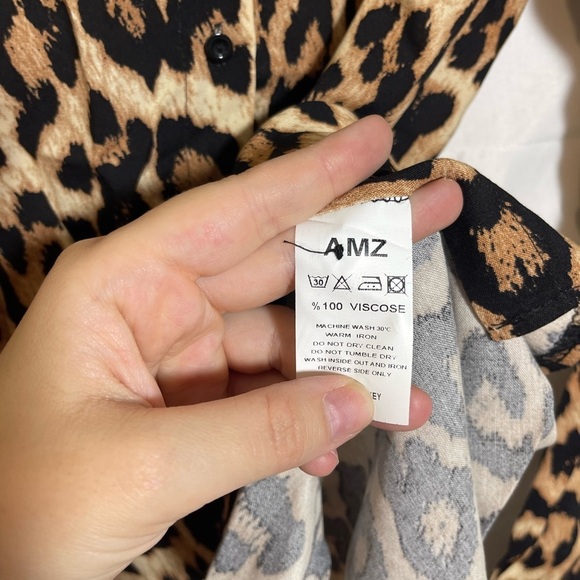 AMZ
30
% 100 VISCOSE
MACHINE WASH 30°C
WARM IRON
DO NOT DRY CLEAN
DO NOT TUMBLE DRY
WASH INSIDE OUT AND IRON
REVERSE SIDE ONLY